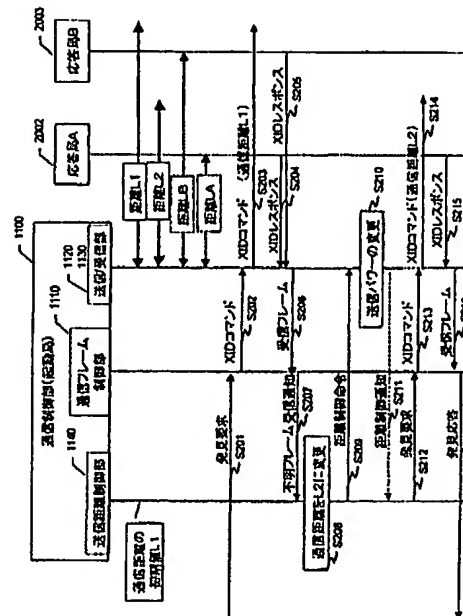 1100
通信制御部(起動局)
1140
送信距離制御部
1110
通信フレーム
制御部
1120
1130
送信/受信部
2002
応答局A
2003
応答局B
通信距離の
初期値L1
距離L1
距離L2
距離LB
距離LA
発見要求
S201
XIDコマンド
S202
XIDコマンド (通信距離L1)
S203
XIDレスポンス
S204
XIDレスポンス
S205
受信フレーム
S206
不明フレーム受信通知
S207
通信距離をL2に変更
S208
距離制御命令
S209
送信パワーの変更
S210
距離制御通知
S211
発見要求
S212
XIDコマンド
S213
XIDコマンド(通信距離L2)
S214
XIDレスポンス
S215
受信フレーム
発見応答